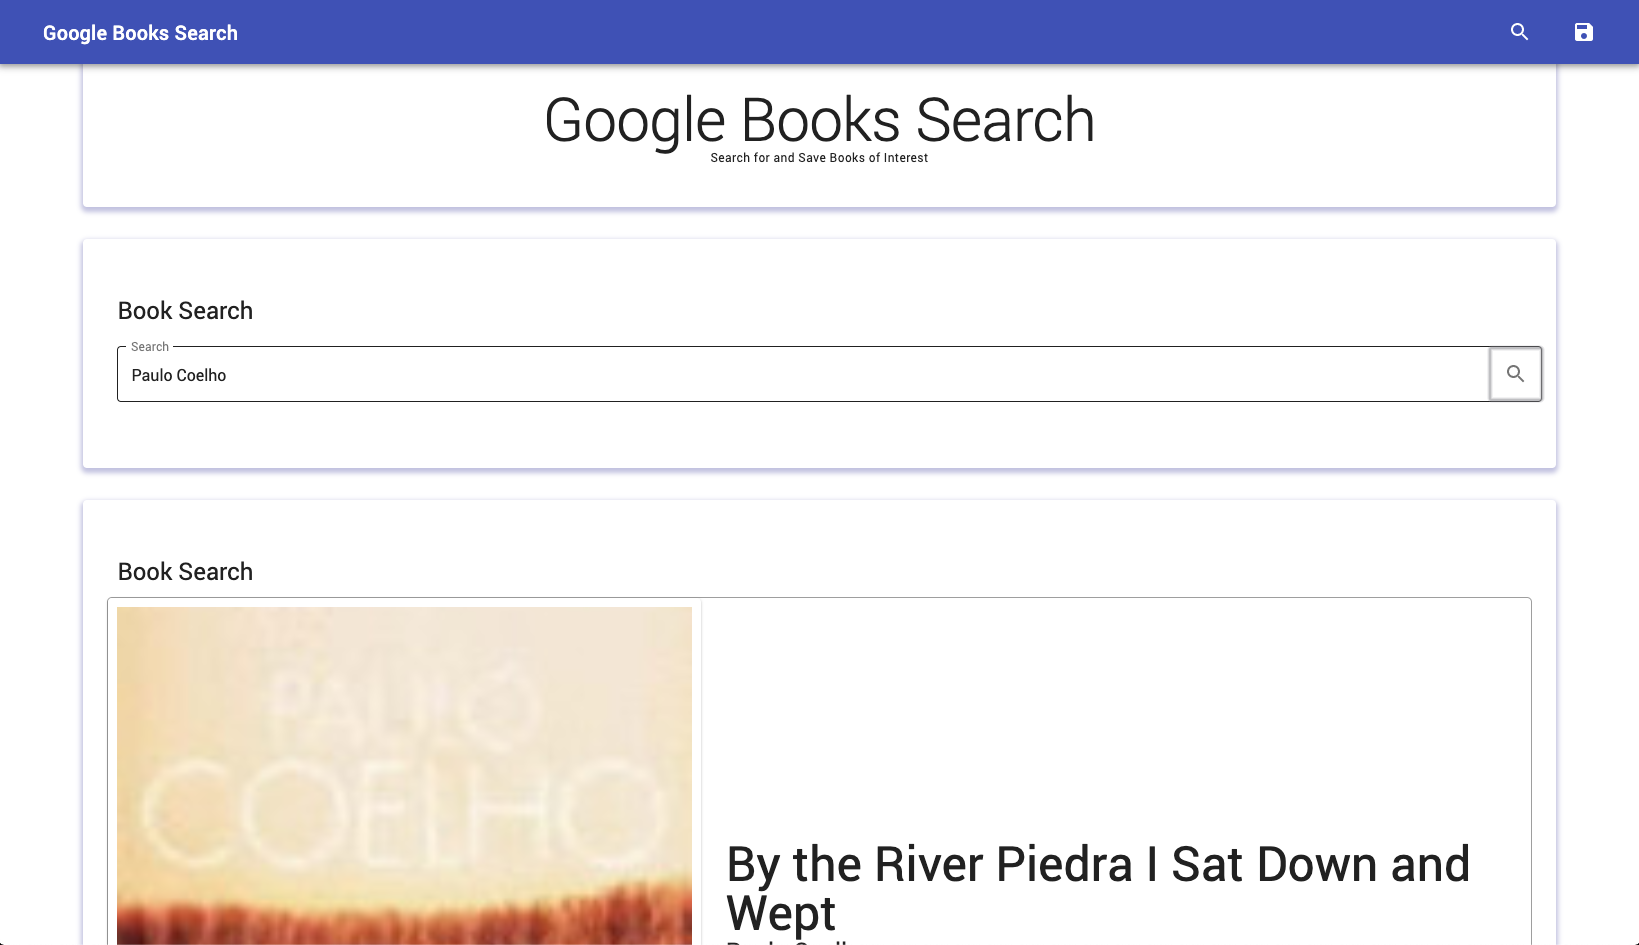 Google Books Search
Google Books Search
Search for and Save Books of Interest
Book Search
Search
Paulo Coelho
Book Search
PAULO
COELHO
By the River Piedra I Sat Down and
Wept